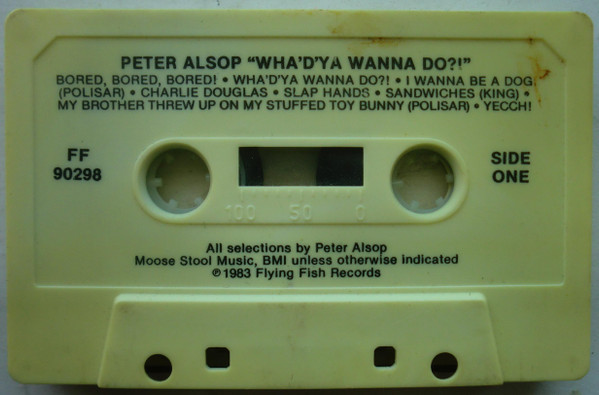 PETER ALSOP "WHA'D'YA WANNA DO?!"
BORED, BORED, BORED! • WHA'D'YA WANNA DO?! • I WANNA BE A DOG
(POLISAR) • CHARLIE DOUGLAS • SLAP HANDS • SANDWICHES (KING) •
MY BROTHER THREW UP ON MY STUFFED TOY BUNNY (POLISAR) • YECCH!
FF
90298
SIDE
ONE
100 50 0
All selections by Peter Alsop
Moose Stool Music, BMI unless otherwise indicated
℗1983 Flying Fish Records